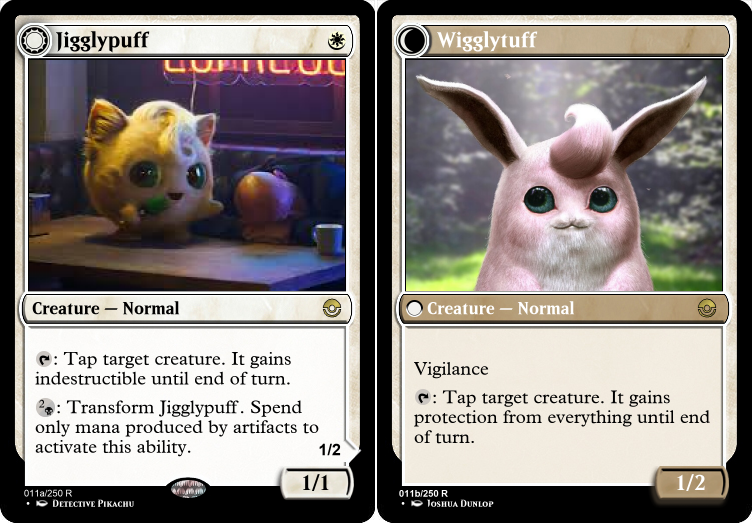 Jigglypuff
ESPRESSO
Creature — Normal
: Tap target creature. It gains
indestructible until end of turn.
2: Transform Jigglypuff. Spend
only mana produced by artifacts to
activate this ability.
1/2
1/1
011a/250 R
• Detective Pikachu
Wigglytuff
Creature — Normal
Vigilance
: Tap target creature. It gains
protection from everything until end
of turn.
1/2
011b/250 R
• Joshua Dunlop